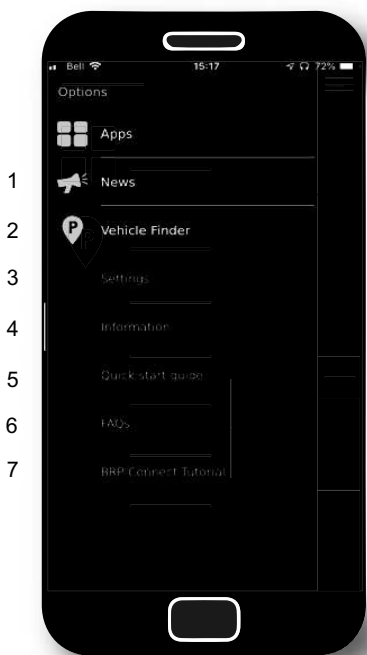 Bell 15:17 72%
Options
Apps
1 News
2 P Vehicle Finder
3 Settings
4 Information
5 Quick start guide
6 FAQs
7 BRP Connect Tutorial